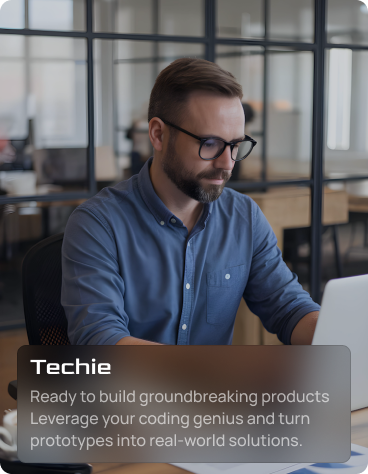 Techie
Ready to build groundbreaking products
Leverage your coding genius and turn
prototypes into real-world solutions.